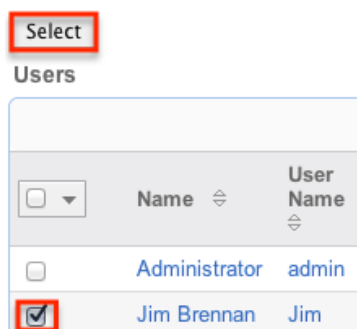 Select
Users
Name User Name
Administrator admin
Jim Brennan Jim